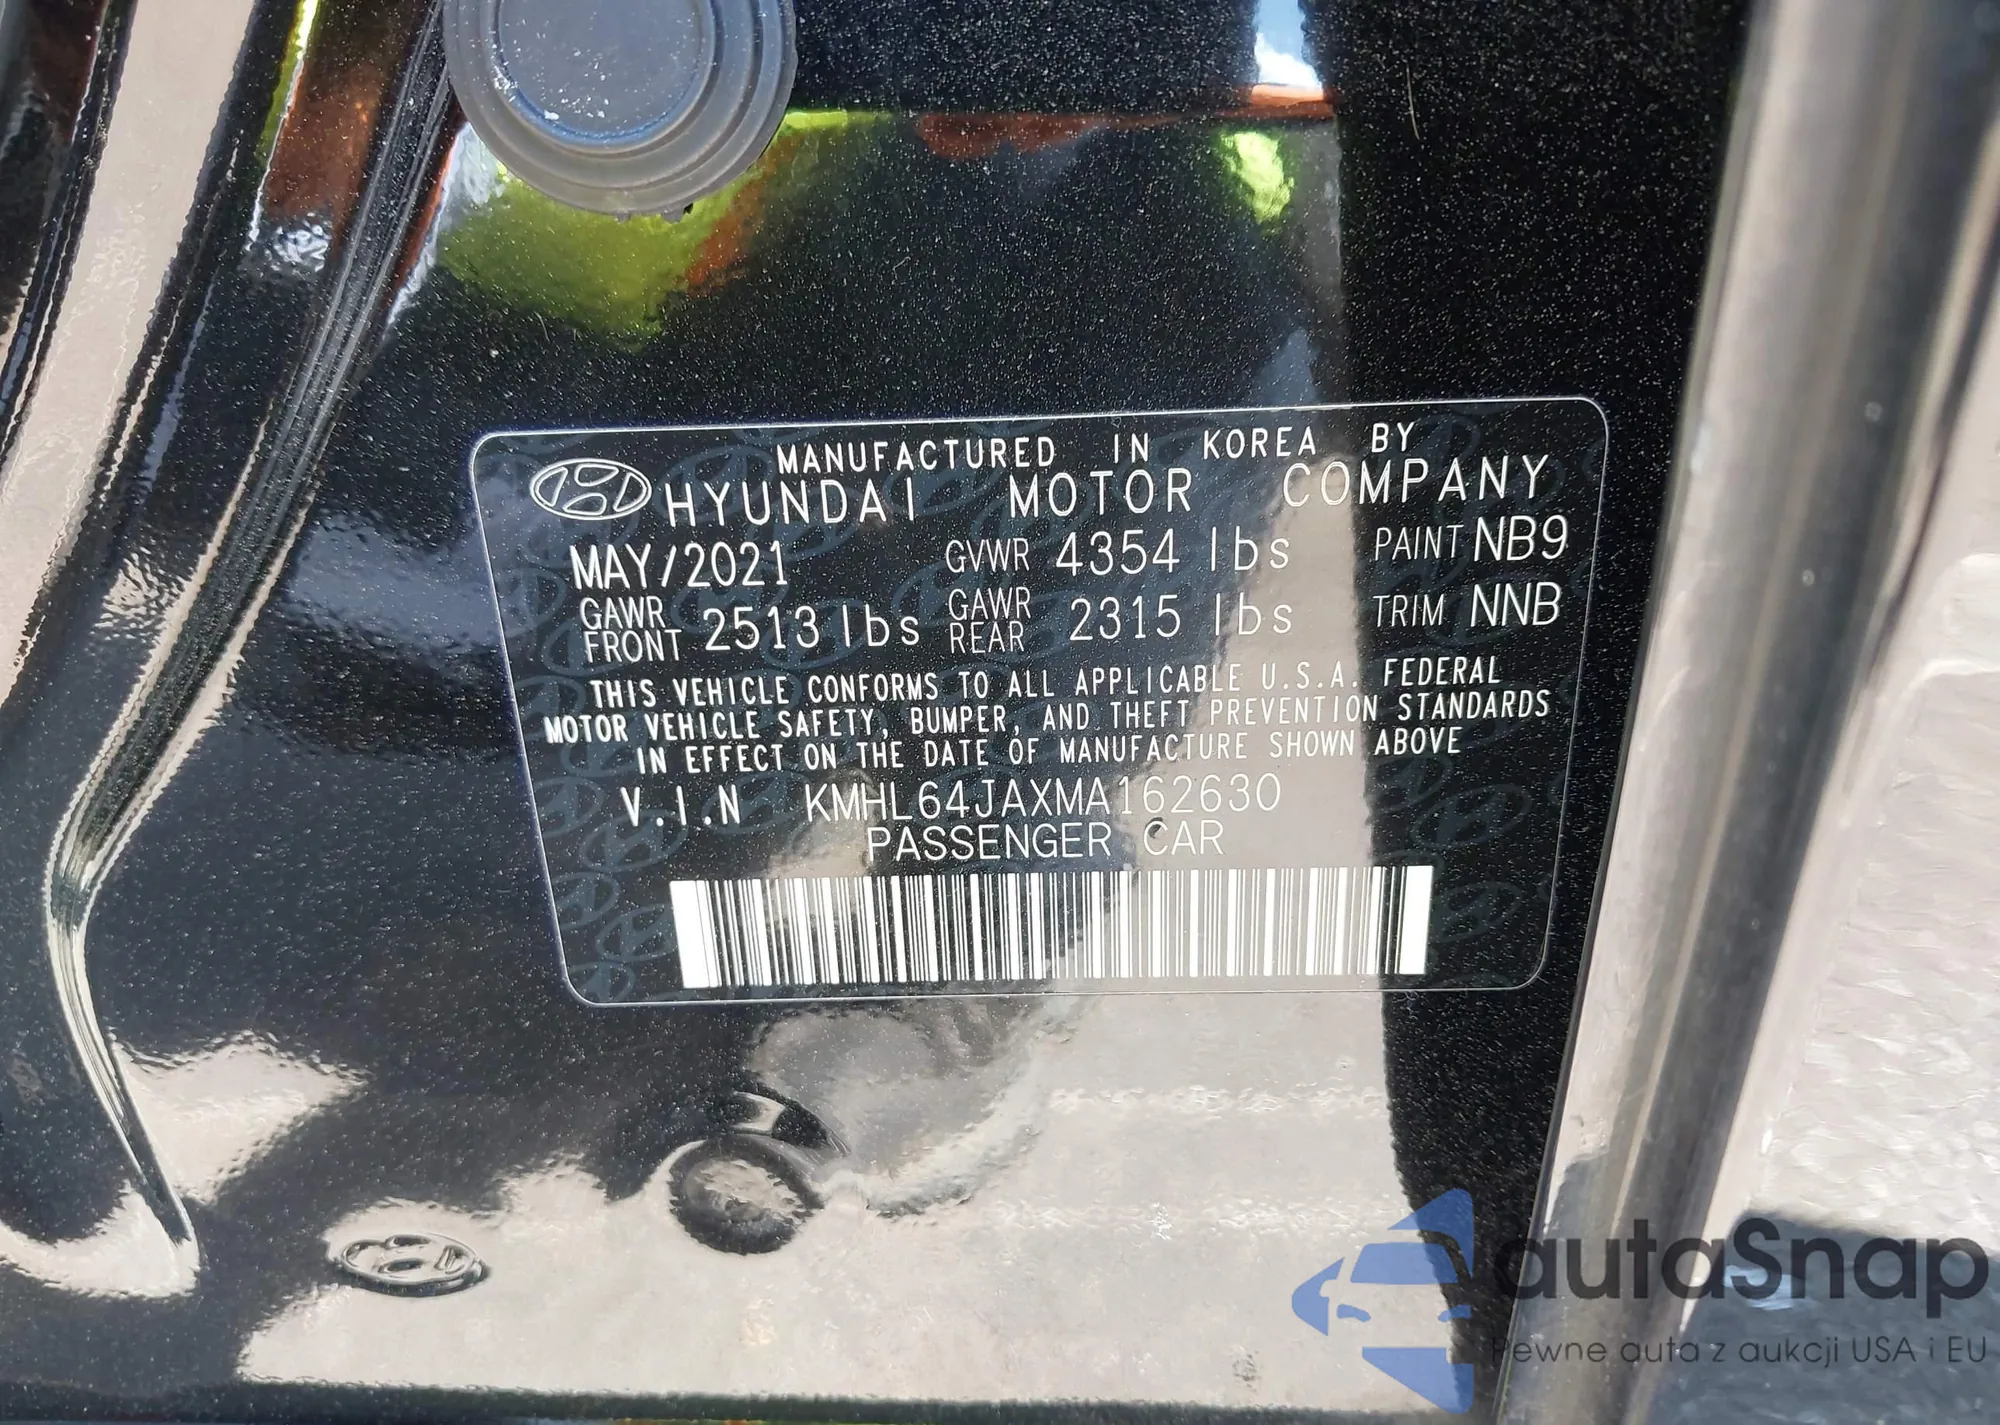 MANUFACTURED IN KOREA BY
HYUNDAI MOTOR COMPANY
MAY/2021 GVWR 4354 lbs PAINT NB9
GAWR FRONT 2513 lbs GAWR REAR 2315 lbs TRIM NNB
THIS VEHICLE CONFORMS TO ALL APPLICABLE U.S.A. FEDERAL
MOTOR VEHICLE SAFETY, BUMPER, AND THEFT PREVENTION STANDARDS
IN EFFECT ON THE DATE OF MANUFACTURE SHOWN ABOVE
V.I.N KMHL64JAXMA162630
PASSENGER CAR
autaSnap
Pewne auta z aukcji USA i EU